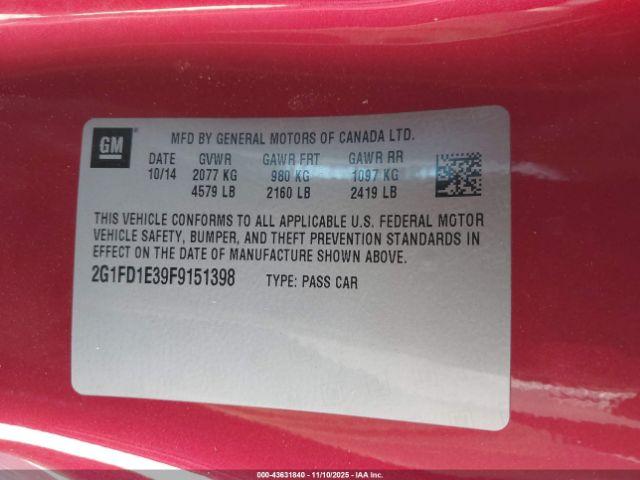 GM
MFD BY GENERAL MOTORS OF CANADA LTD.
DATE GVWR GAWR FRT GAWR RR
10/14 2077 KG 980 KG 1097 KG
4579 LB 2160 LB 2419 LB
THIS VEHICLE CONFORMS TO ALL APPLICABLE U.S. FEDERAL MOTOR
VEHICLE SAFETY, BUMPER, AND THEFT PREVENTION STANDARDS IN
EFFECT ON THE DATE OF MANUFACTURE SHOWN ABOVE.
2G1FD1E39F9151398 TYPE: PASS CAR
000-43631840 - 11/10/2025 - IAA Inc.